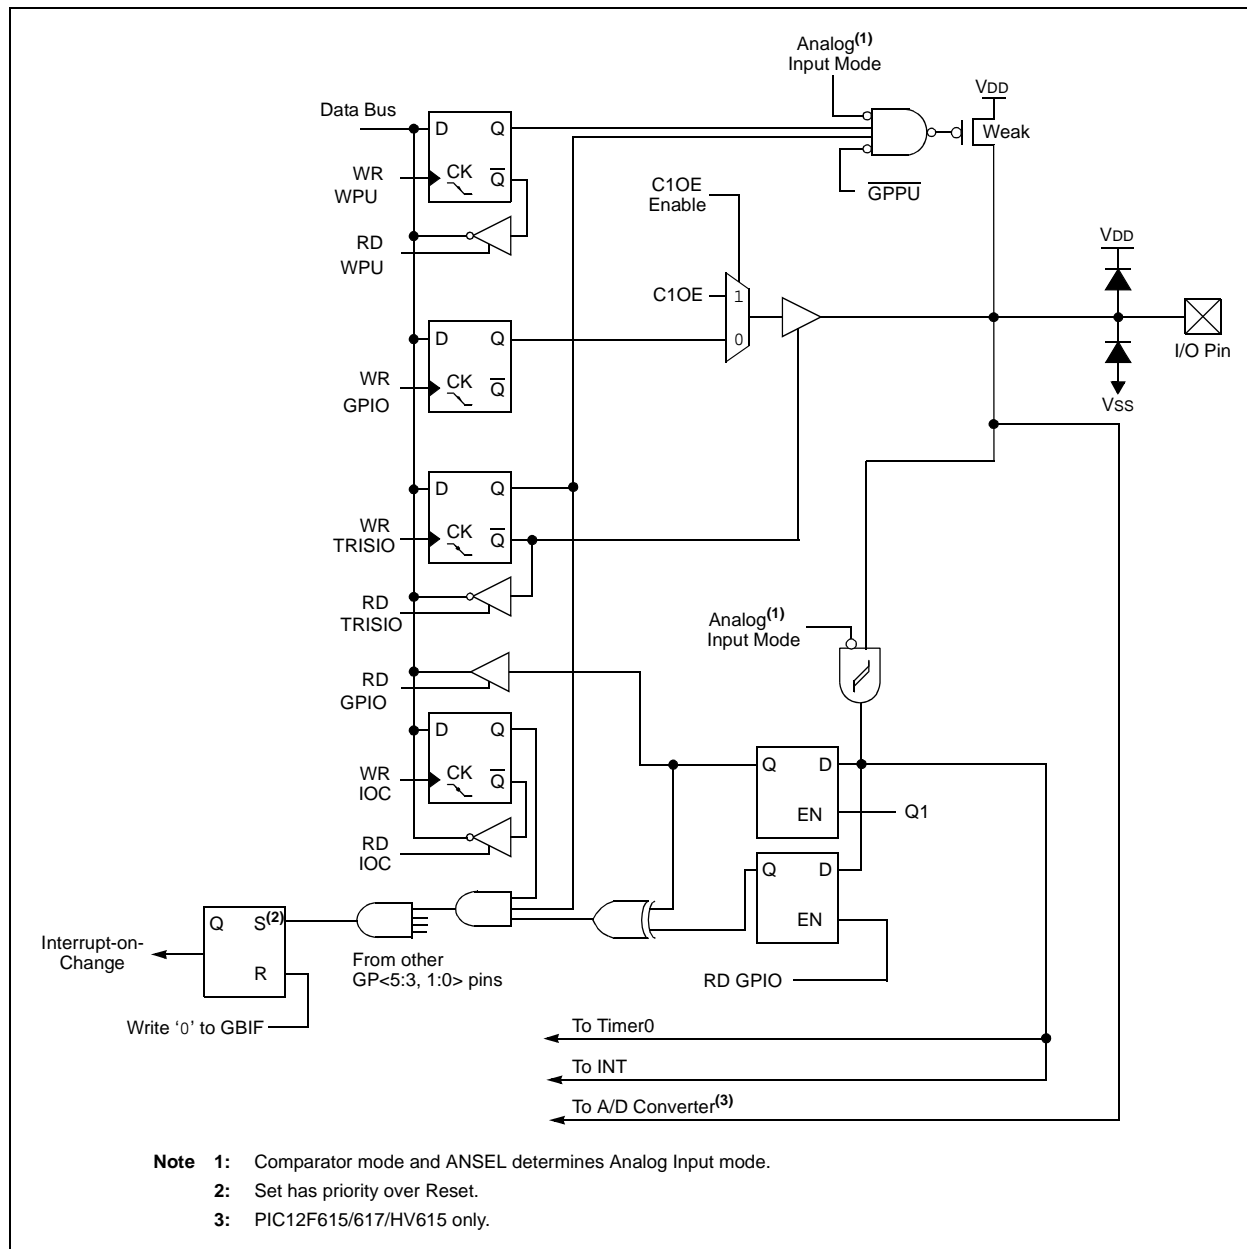 Analog(1)
Input Mode
VDD
Data Bus
D Q
Weak
WR
WPU
CK Q
C1OE
Enable
GPPU
RD
WPU
VDD
C1OE
1
D Q
0
I/O Pin
WR
GPIO
CK Q
VSS
D Q
WR
TRISIO
CK Q
RD
TRISIO
Analog(1)
Input Mode
RD
GPIO
D Q
WR
IOC
CK Q
Q D
EN
Q1
RD
IOC
Q D
EN
Q S(2)
R
Interrupt-on-
Change
From other
GP<5:3, 1:0> pins
RD GPIO
Write ‘0’ to GBIF
To Timer0
To INT
To A/D Converter(3)
Note 1: Comparator mode and ANSEL determines Analog Input mode.
2: Set has priority over Reset.
3: PIC12F615/617/HV615 only.